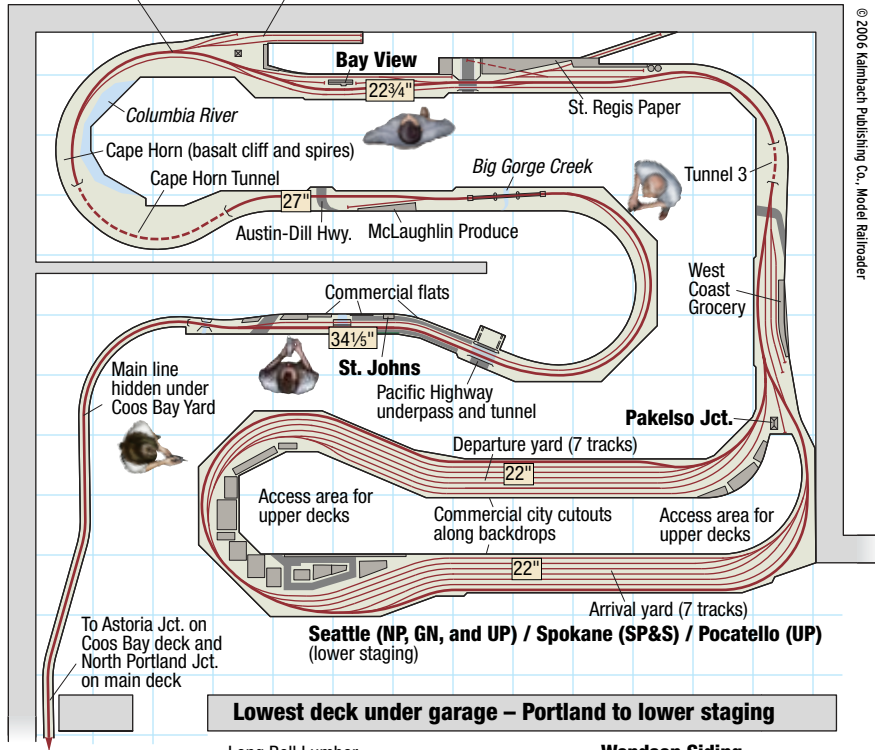 © 2006 Kalmbach Publishing Co., Model Railroader
Bay View
22¾"
St. Regis Paper
Columbia River
Cape Horn (basalt cliff and spires)
Cape Horn Tunnel
Big Gorge Creek
Tunnel 3
27"
Austin-Dill Hwy.
McLaughlin Produce
West
Coast
Grocery
Commercial flats
34⅕"
St. Johns
Main line
hidden under
Coos Bay Yard
Pacific Highway
underpass and tunnel
Pakelso Jct.
Departure yard (7 tracks)
22"
Access area for
upper decks
Commercial city cutouts
along backdrops
Access area for
upper decks
22"
Arrival yard (7 tracks)
To Astoria Jct. on
Coos Bay deck and
North Portland Jct.
on main deck
Seattle (NP, GN, and UP) / Spokane (SP&S) / Pocatello (UP)
(lower staging)
Lowest deck under garage – Portland to lower staging